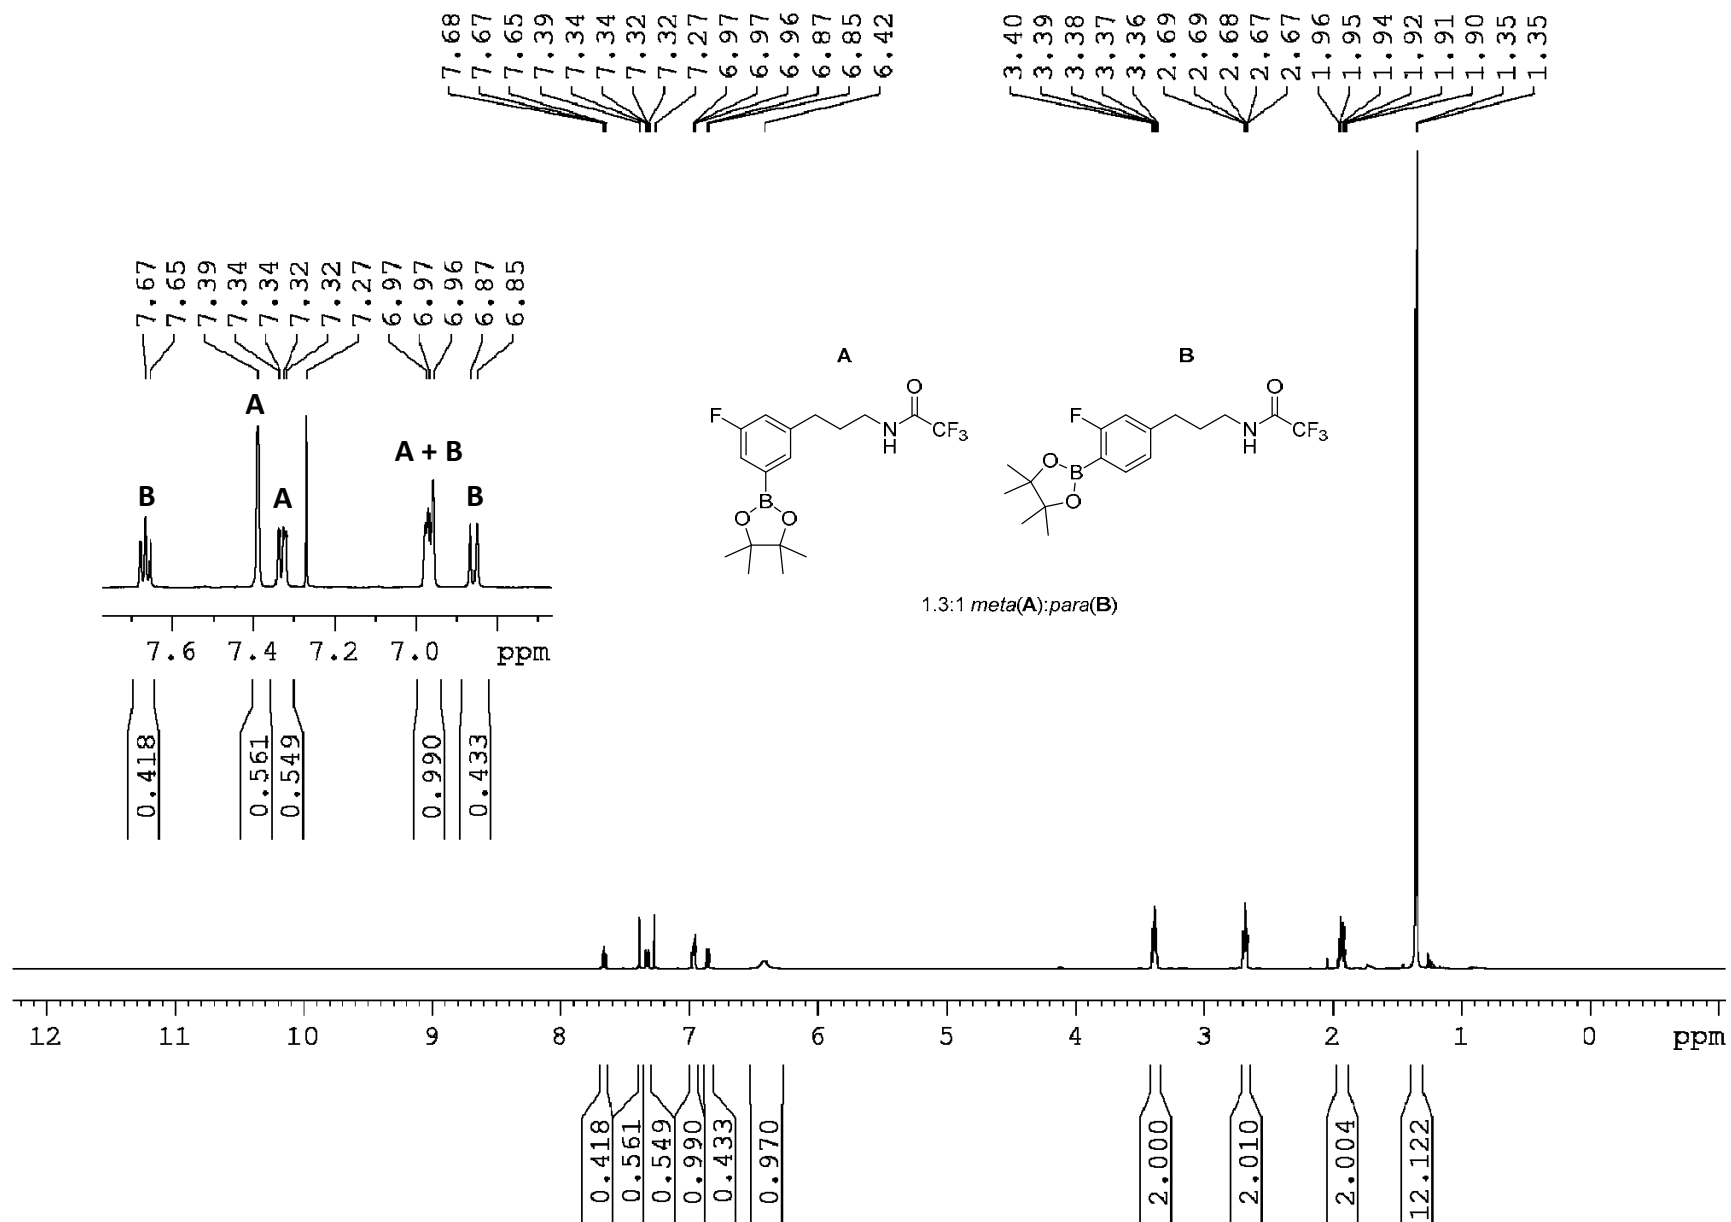 7.68 7.67 7.65 7.39 7.34 7.34 7.32 7.32 7.27 6.97 6.97 6.96 6.87 6.85 6.42 3.40 3.39 3.38 3.37 3.36 2.69 2.69 2.68 2.67 2.67 1.96 1.95 1.94 1.92 1.91 1.90 1.35 1.35
7.67 7.65 7.39 7.34 7.34 7.32 7.32 7.27 6.97 6.97 6.96 6.87 6.85
B
A
A
A + B
B
7.6 7.4 7.2 7.0 ppm
0.418 0.561 0.549 0.990 0.433
A
F
O
N
H
CF3
B
O
O
B
F
O
N
H
CF3
O
B
O
1.3:1 meta(A):para(B)
12 11 10 9 8 7 6 5 4 3 2 1 0 ppm
0.418 0.561 0.549 0.990 0.433 0.970 2.000 2.010 2.004 12.122